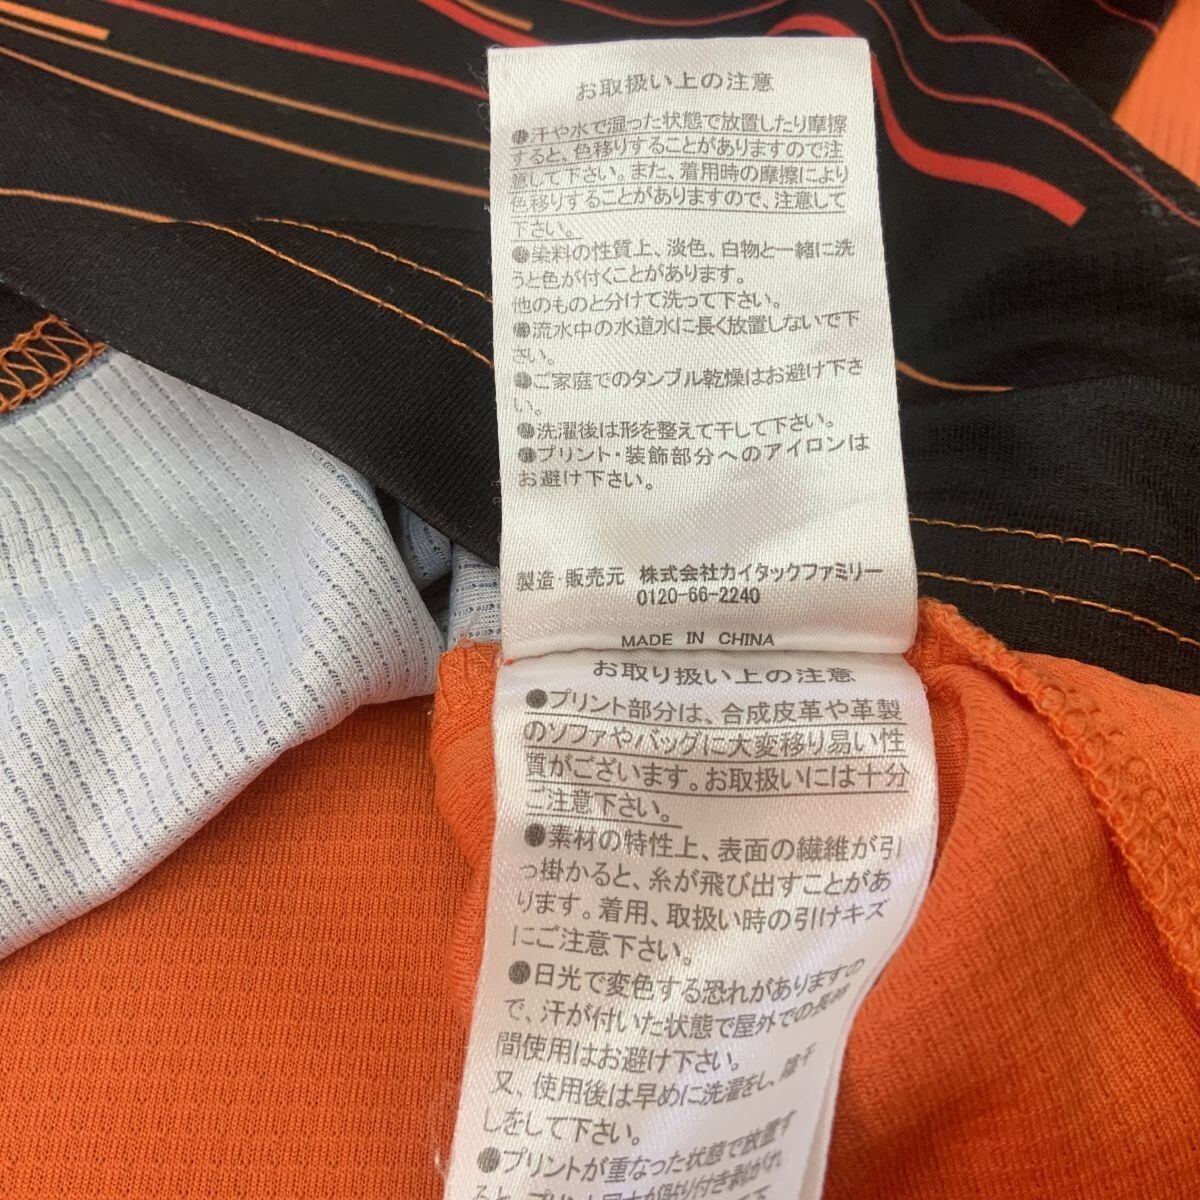 お取扱い上の注意
●汗や水で湿った状態で放置したり摩擦
すると、色移りすることがありますので注
意して下さい。また、着用時の摩擦により
色移りすることがありますので、注意して
下さい。
●染料の性質上、淡色、白物と一緒に洗
うと色が付くことがあります。
他のものと分けて洗って下さい。
●流水中の水道水に長く放置しないで下
さい。
●ご家庭でのタンブル乾燥はお避け下さ
い。
●洗濯後は形を整えて干して下さい。
●プリント・装飾部分へのアイロンは
お避け下さい。
製造・販売元 株式会社カイタックファミリー
0120-66-2240
MADE IN CHINA
お取り扱い上の注意
●プリント部分は、合成皮革や革製
のソファやバッグに大変移り易い性
質がございます。お取扱いには十分
ご注意下さい。
●素材の特性上、表面の繊維が引
っ掛かると、糸が飛び出すことがあ
ります。着用、取扱い時の引けキズ
にご注意下さい。
●日光で変色する恐れがありますの
で、汗が付いた状態で屋外での長時
間使用はお避け下さい。
又、使用後は早めに洗濯をし、陰干
しをして下さい。
●プリントが重なった状態で放置す
ると、プリント同士が貼り付き剥がれ